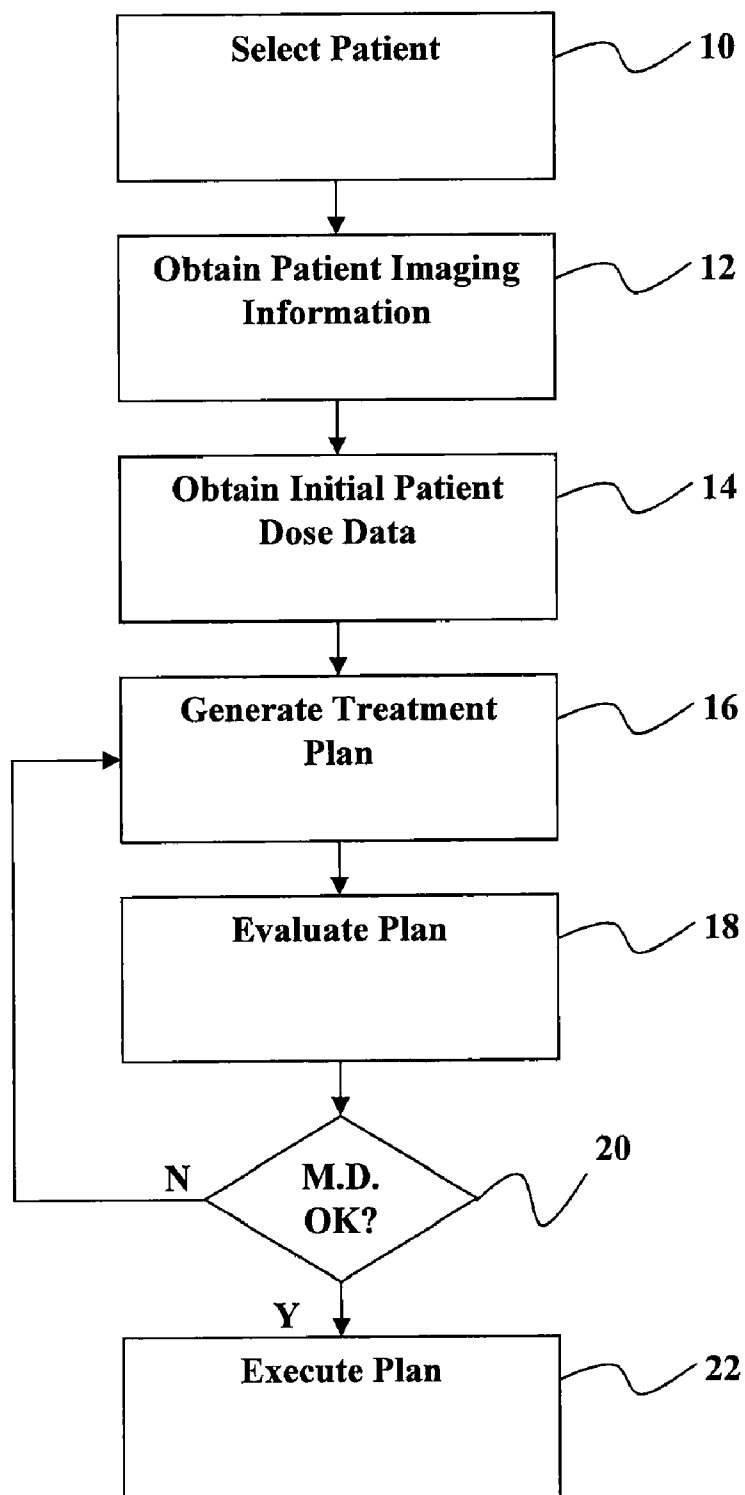 Select Patient
10
Obtain Patient Imaging
Information
12
Obtain Initial Patient
Dose Data
14
Generate Treatment
Plan
16
Evaluate Plan
18
M.D.
OK?
20
N
Y
Execute Plan
22